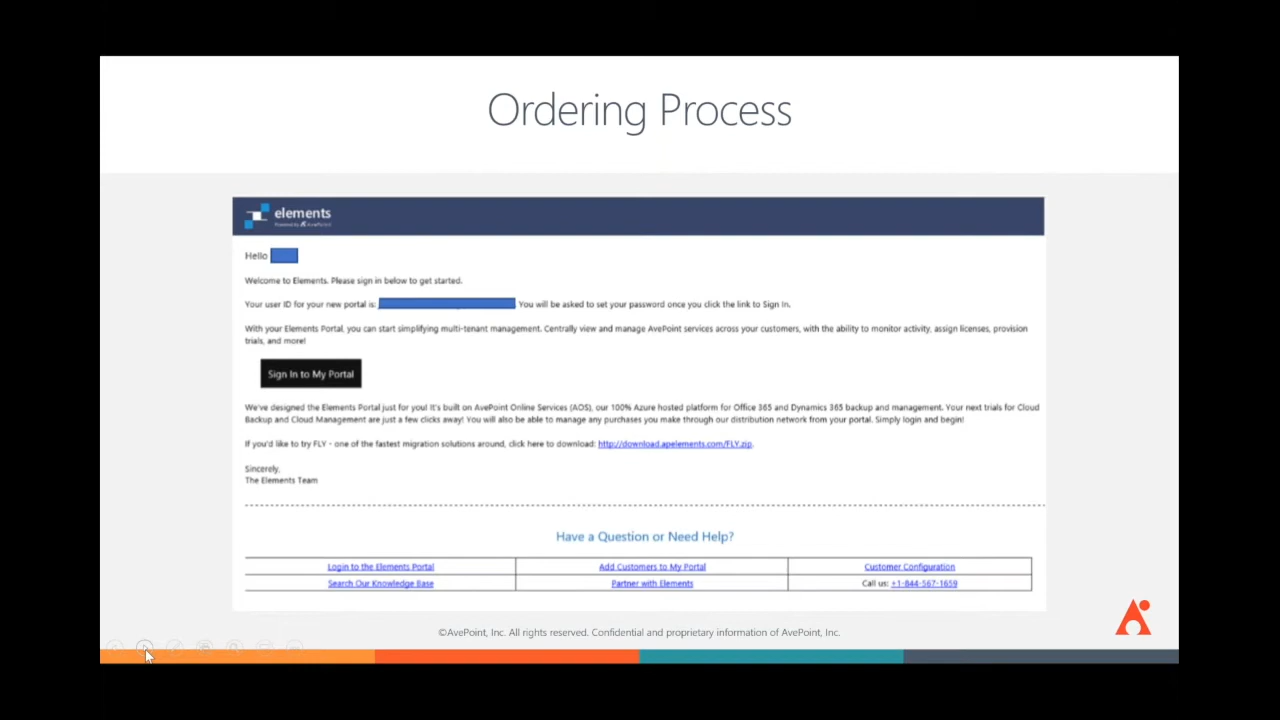 Ordering Process
elements
Powered by AvePoint
Hello
Welcome to Elements. Please sign in below to get started.
Your user ID for your new portal is: You will be asked to set your password once you click the link to Sign In.
With your Elements Portal, you can start simplifying multi-tenant management. Centrally view and manage AvePoint services across your customers, with the ability to monitor activity, assign licenses, provision
trials, and more!
Sign In to My Portal
We've designed the Elements Portal just for you! It's built on AvePoint Online Services (AOS), our 100% Azure hosted platform for Office 365 and Dynamics 365 backup and management. Your next trials for Cloud
Backup and Cloud Management are just a few clicks away! You will also be able to manage any purchases you make through our distribution network from your portal. Simply login and begin!
If you'd like to try FLY - one of the fastest migration solutions around, click here to download: http://download.apelements.com/FLY.zip.
Sincerely,
The Elements Team
Have a Question or Need Help?
Login to the Elements Portal Add Customers to My Portal Customer Configuration
Search Our Knowledge Base Partner with Elements Call us: +1-844-567-1659
©AvePoint, Inc. All rights reserved. Confidential and proprietary information of AvePoint, Inc.